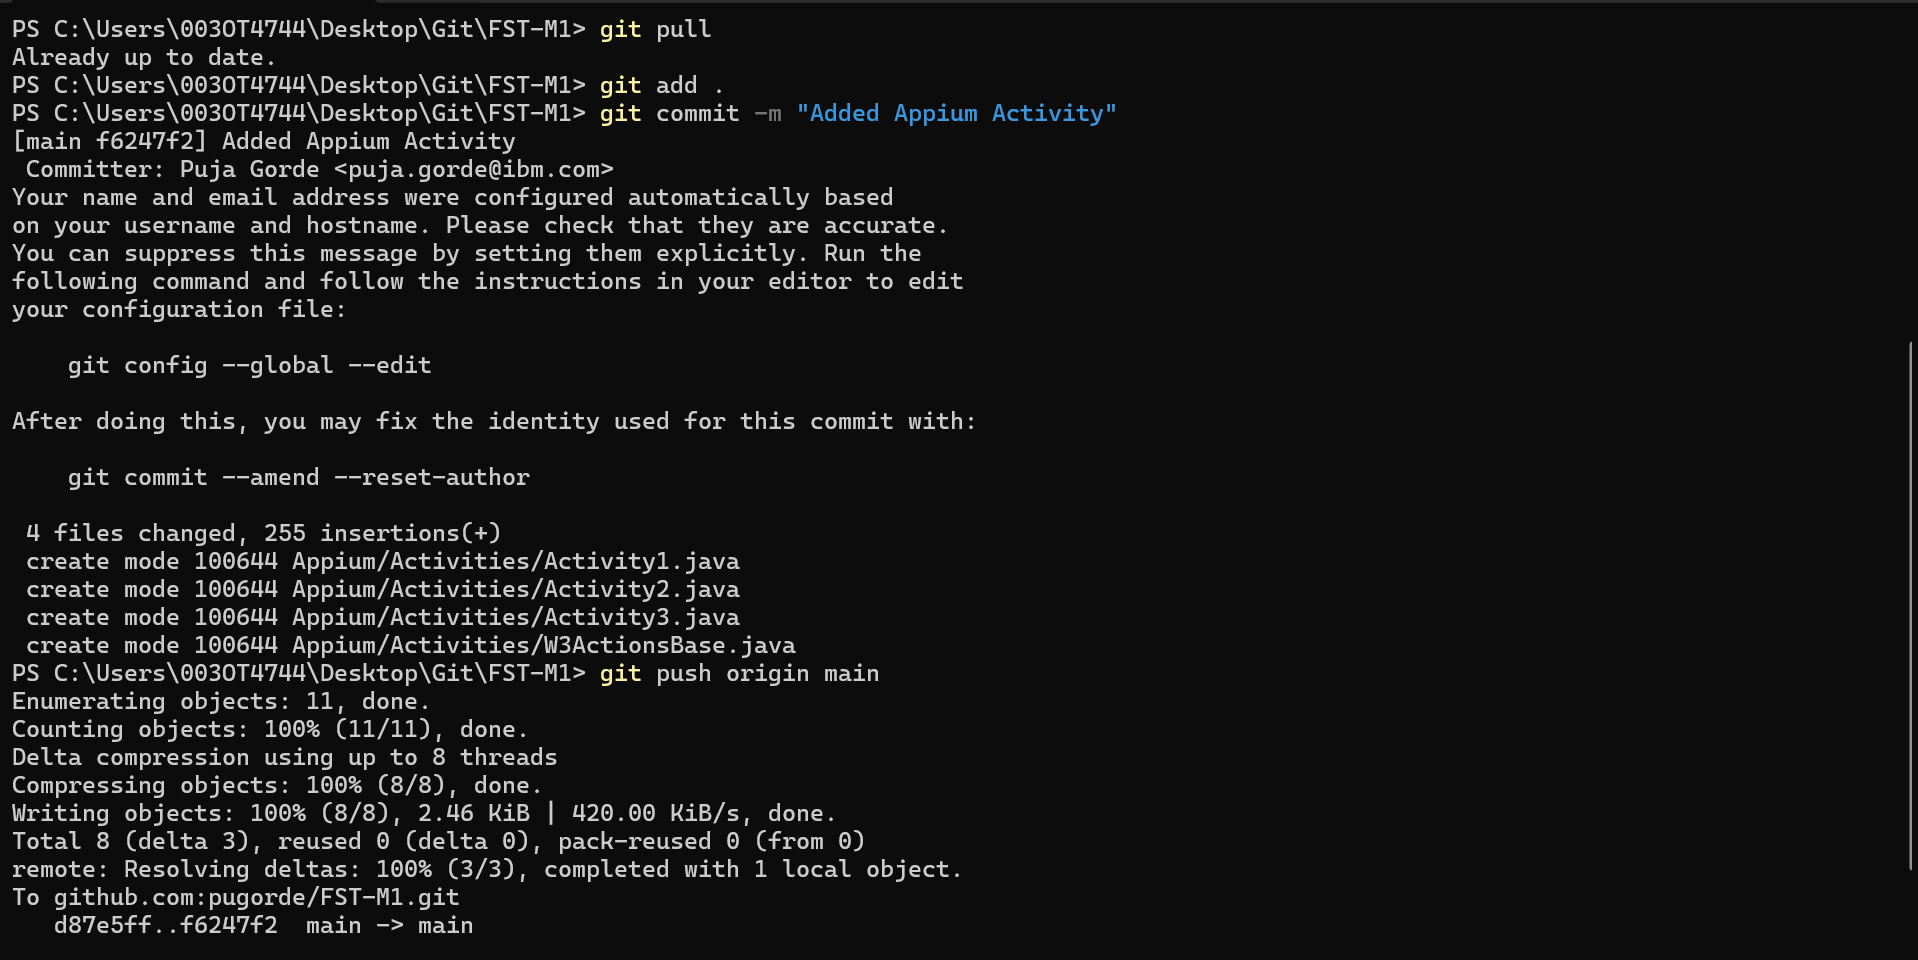 PS C:\Users\003OT4744\Desktop\Git\FST-M1> git pull
Already up to date.
PS C:\Users\003OT4744\Desktop\Git\FST-M1> git add .
PS C:\Users\003OT4744\Desktop\Git\FST-M1> git commit -m "Added Appium Activity"
[main f6247f2] Added Appium Activity
 Committer: Puja Gorde <puja.gorde@ibm.com>
Your name and email address were configured automatically based
on your username and hostname. Please check that they are accurate.
You can suppress this message by setting them explicitly. Run the
following command and follow the instructions in your editor to edit
your configuration file:

    git config --global --edit

After doing this, you may fix the identity used for this commit with:

    git commit --amend --reset-author

 4 files changed, 255 insertions(+)
 create mode 100644 Appium/Activities/Activity1.java
 create mode 100644 Appium/Activities/Activity2.java
 create mode 100644 Appium/Activities/Activity3.java
 create mode 100644 Appium/Activities/W3ActionsBase.java
PS C:\Users\003OT4744\Desktop\Git\FST-M1> git push origin main
Enumerating objects: 11, done.
Counting objects: 100% (11/11), done.
Delta compression using up to 8 threads
Compressing objects: 100% (8/8), done.
Writing objects: 100% (8/8), 2.46 KiB | 420.00 KiB/s, done.
Total 8 (delta 3), reused 0 (delta 0), pack-reused 0 (from 0)
remote: Resolving deltas: 100% (3/3), completed with 1 local object.
To github.com:pugorde/FST-M1.git
   d87e5ff..f6247f2  main -> main